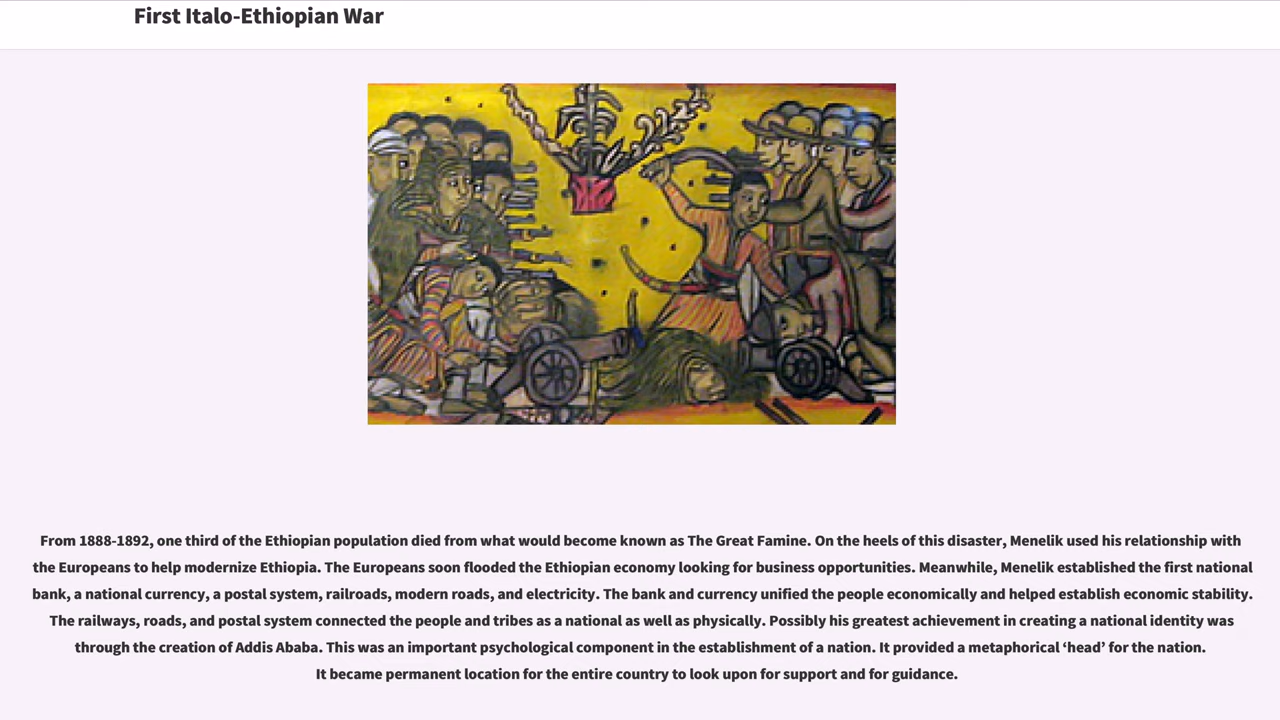 First Italo-Ethiopian War
From 1888-1892, one third of the Ethiopian population died from what would become known as The Great Famine. On the heels of this disaster, Menelik used his relationship with
the Europeans to help modernize Ethiopia. The Europeans soon flooded the Ethiopian economy looking for business opportunities. Meanwhile, Menelik established the first national
bank, a national currency, a postal system, railroads, modern roads, and electricity. The bank and currency unified the people economically and helped establish economic stability.
The railways, roads, and postal system connected the people and tribes as a national as well as physically. Possibly his greatest achievement in creating a national identity was
through the creation of Addis Ababa. This was an important psychological component in the establishment of a nation. It provided a metaphorical ‘head’ for the nation.
It became permanent location for the entire country to look upon for support and for guidance.